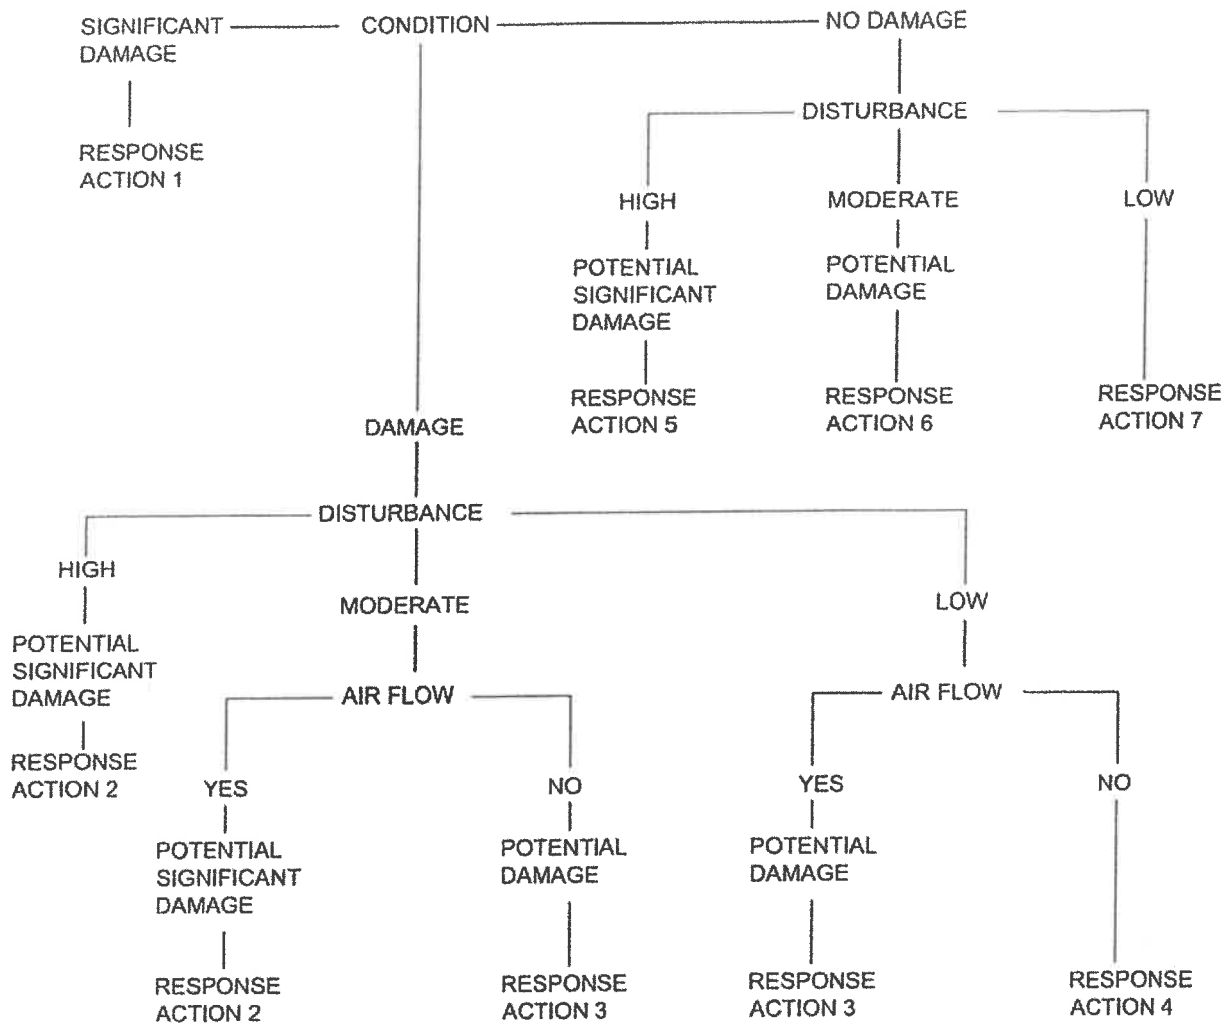 SIGNIFICANT
DAMAGE
CONDITION
NO DAMAGE
RESPONSE
ACTION 1
DISTURBANCE
HIGH
MODERATE
LOW
POTENTIAL
SIGNIFICANT
DAMAGE
POTENTIAL
DAMAGE
RESPONSE
ACTION 5
RESPONSE
ACTION 6
RESPONSE
ACTION 7
DAMAGE
DISTURBANCE
HIGH
MODERATE
LOW
POTENTIAL
SIGNIFICANT
DAMAGE
RESPONSE
ACTION 2
AIR FLOW
AIR FLOW
YES
NO
YES
NO
POTENTIAL
SIGNIFICANT
DAMAGE
POTENTIAL
DAMAGE
POTENTIAL
DAMAGE
RESPONSE
ACTION 2
RESPONSE
ACTION 3
RESPONSE
ACTION 3
RESPONSE
ACTION 4